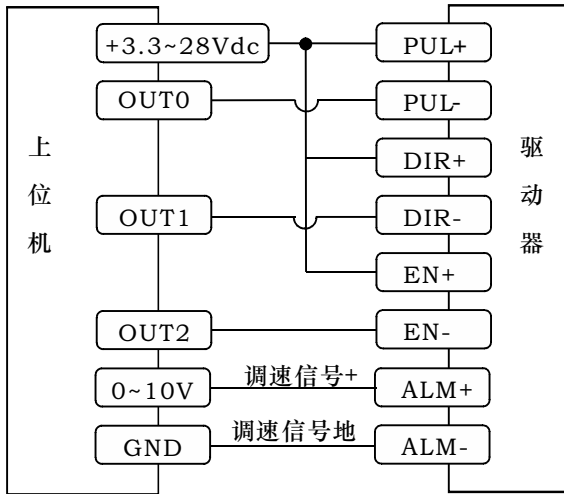 +3.3~28Vdc
PUL+
OUT0
PUL-
上位机
DIR+
驱动器
OUT1
DIR-
EN+
OUT2
EN-
0~10V
调速信号+
ALM+
GND
调速信号地
ALM-